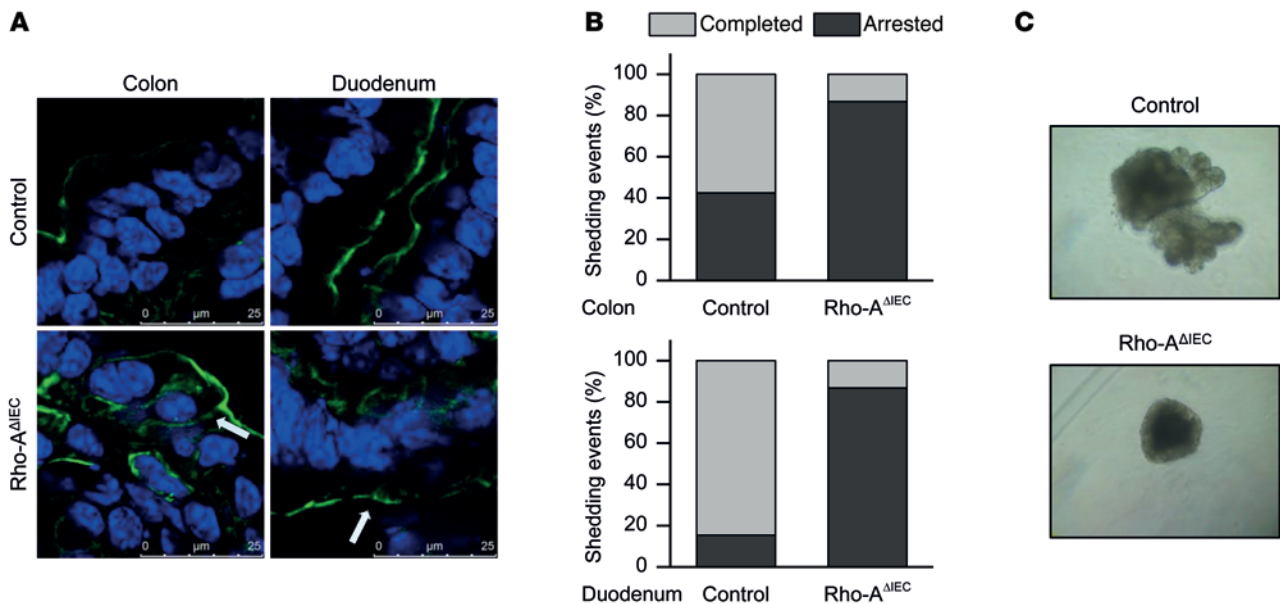 A
Colon Duodenum
Control
0 µm 25
0 µm 25
Rho-A^ΔIEC
0 µm 25
0 µm 25
B
Completed Arrested
Shedding events (%)
100
80
60
40
20
0
Colon Control Rho-A^ΔIEC
Shedding events (%)
100
80
60
40
20
0
Duodenum Control Rho-A^ΔIEC
C
Control
Rho-A^ΔIEC